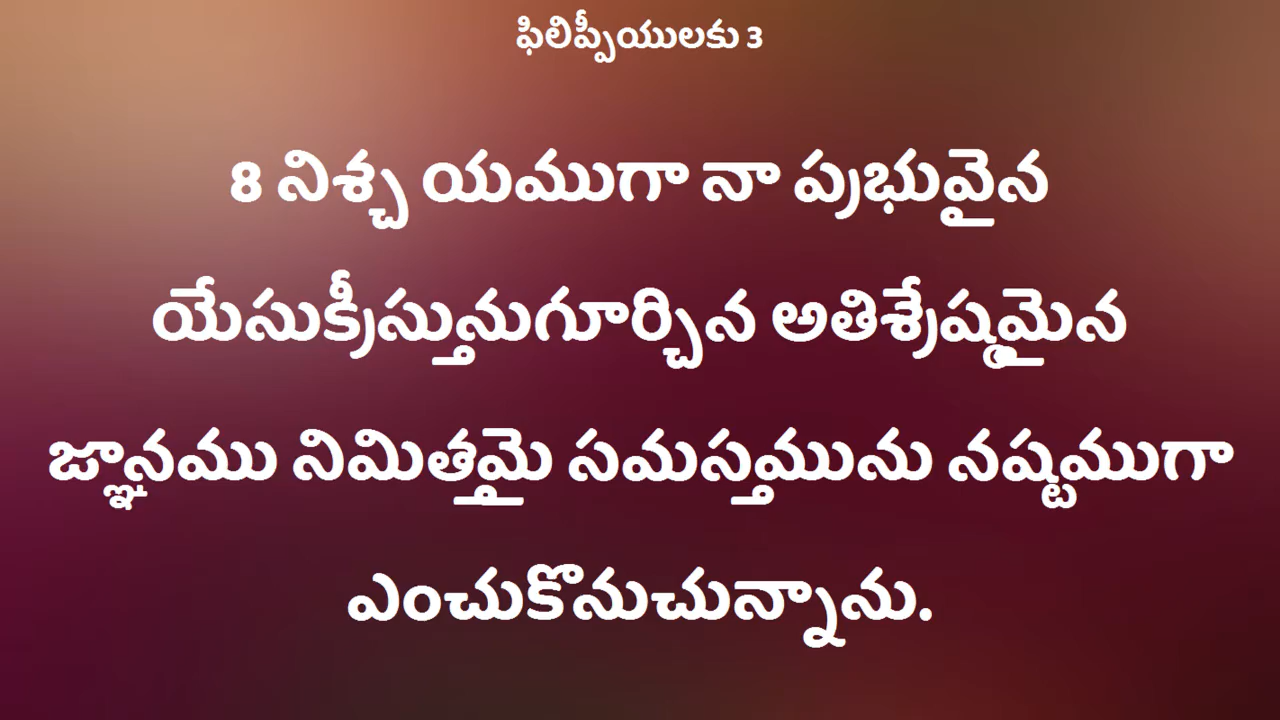 ఫిలిప్పీయులకు 3
8 నిశ్చ యముగా నా ప్రభువైన
యేసుక్రీస్తునుగూర్చిన అతిశ్రేష్ఠమైన
జ్ఞానము నిమిత్తమై సమస్తమును నష్టముగా
ఎంచుకొనుచున్నాను.